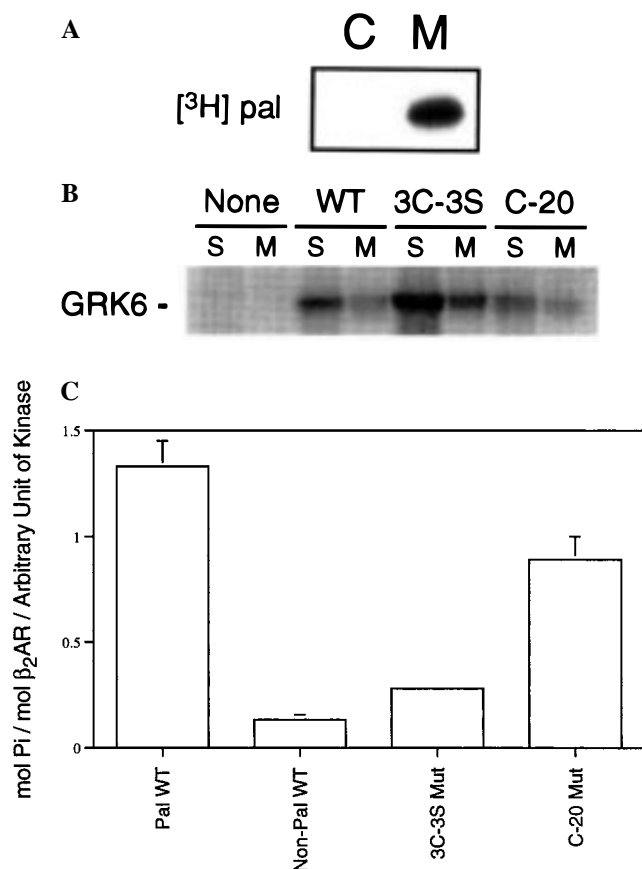 A
C M
[³H] pal
B
None WT 3C-3S C-20
S M S M S M S M
GRK6 -
C
mol Pi / mol β₂AR / Arbitrary Unit of Kinase
1.5
1
0.5
0
Pal WT
Non-Pal WT
3C-3S Mut
C-20 Mut